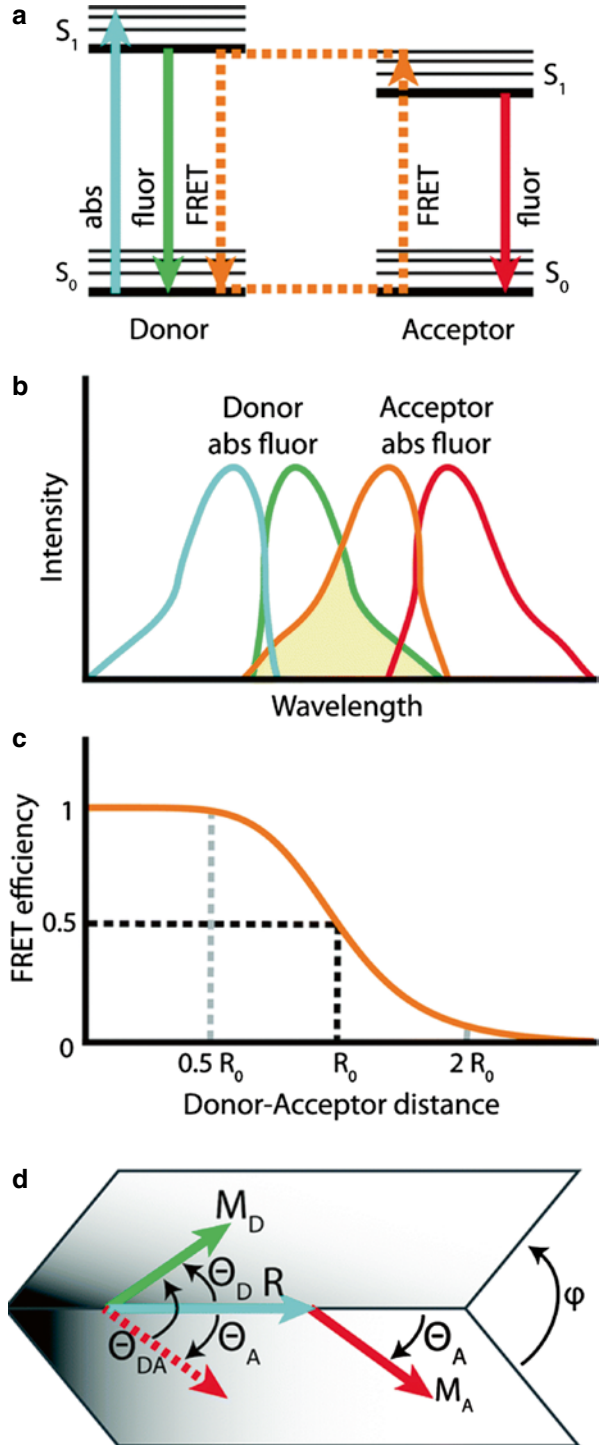 a
S1
abs
fluor
FRET
S0
Donor
FRET
fluor
S1
S0
Acceptor
b
Donor
abs fluor
Acceptor
abs fluor
Intensity
Wavelength
c
FRET efficiency
1
0.5
0
0.5 R0
R0
2 R0
Donor-Acceptor distance
d
MD
ΘD
R
ΘDA
ΘA
ΘA
MA
φ